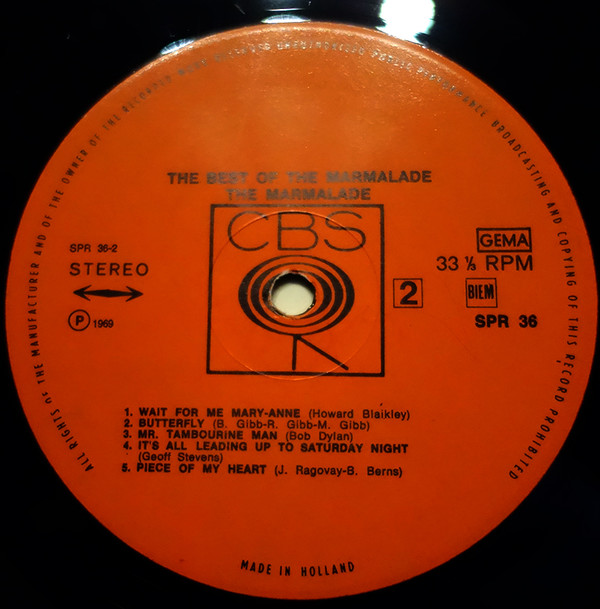 ALL RIGHTS OF THE MANUFACTURER AND OF THE OWNER OF THE RECORDED WORK RESERVED UNAUTHORIZED PUBLIC PERFORMANCE BROADCASTING AND COPYING OF THIS RECORD PROHIBITED
THE BEST OF THE MARMALADE
THE MARMALADE
CBS
SPR 36-2
STEREO
P 1969
GEMA
33 ⅓ RPM
2
BIEM
SPR 36
1. WAIT FOR ME MARY-ANNE (Howard Blaikley)
2. BUTTERFLY (B. Gibb-R. Gibb-M. Gibb)
3. MR. TAMBOURINE MAN (Bob Dylan)
4. IT'S ALL LEADING UP TO SATURDAY NIGHT
(Geoff Stevens)
5. PIECE OF MY HEART (J. Ragovay-B. Berns)
MADE IN HOLLAND